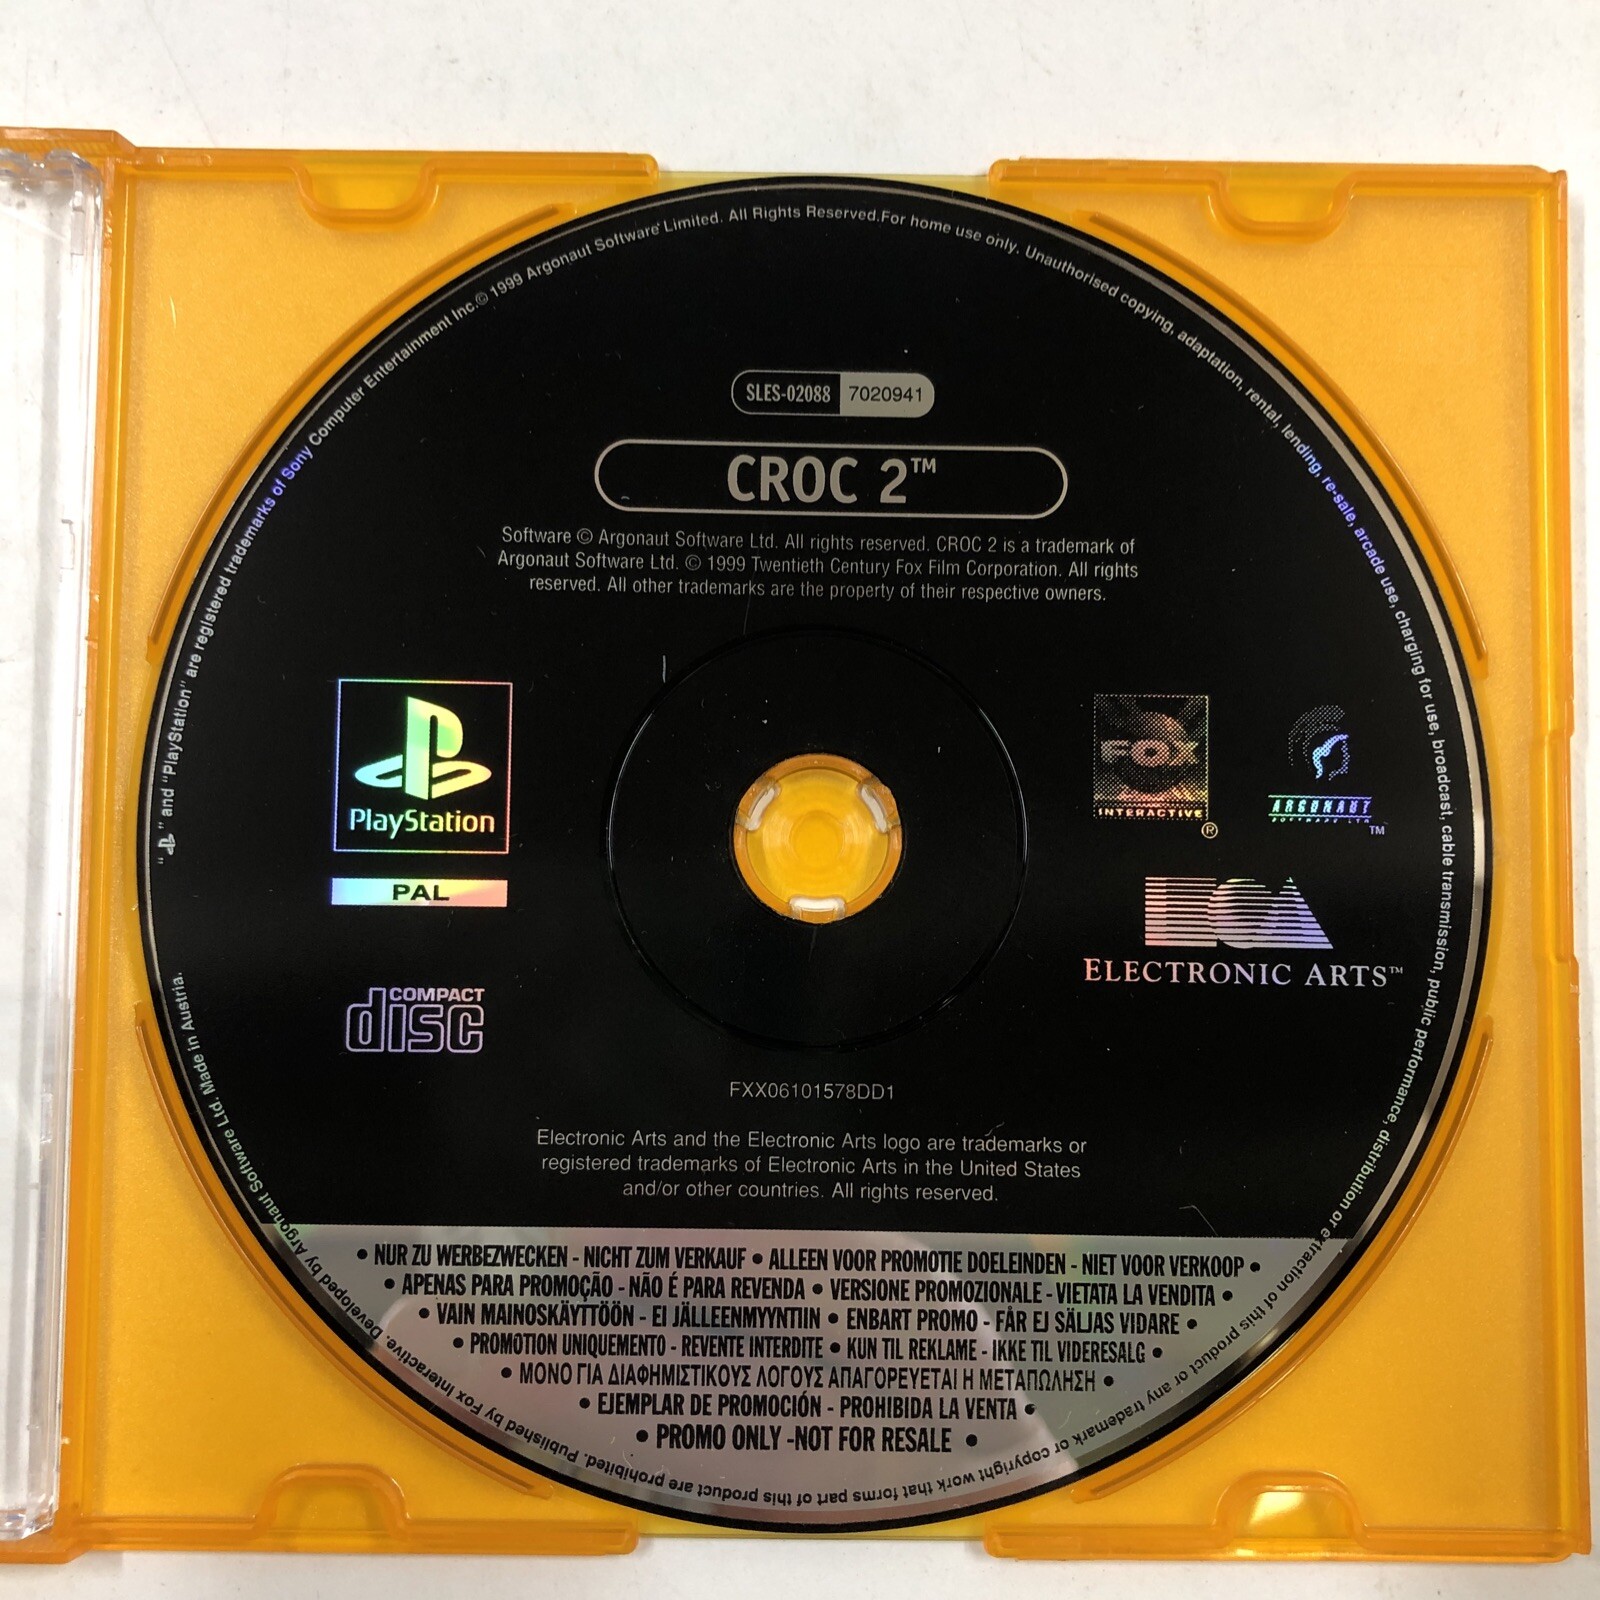 "PS" and "PlayStation" are registered trademarks of Sony Computer Entertainment Inc. © 1999 Argonaut Software Limited. All Rights Reserved.For home use only. Unauthorised copying, adaptation, rental, lending, re-sale, arcade use, charging for use, broadcast, cable transmission, public performance, distribution or extraction of this product or any trademark or copyright work that forms part of this product are prohibited. Published by Fox Interactive. Developed by Argonaut Software Ltd. Made in Austria.
SLES-02088 7020941
CROC 2™
Software © Argonaut Software Ltd. All rights reserved. CROC 2 is a trademark of
Argonaut Software Ltd. © 1999 Twentieth Century Fox Film Corporation. All rights
reserved. All other trademarks are the property of their respective owners.
PlayStation
PAL
COMPACT
disc
FOX
INTERACTIVE ®
ARGONAUT
SOFTWARE LTD ™
EA
ELECTRONIC ARTS™
FXX06101578DD1
Electronic Arts and the Electronic Arts logo are trademarks or
registered trademarks of Electronic Arts in the United States
and/or other countries. All rights reserved.
• NUR ZU WERBEZWECKEN - NICHT ZUM VERKAUF • ALLEEN VOOR PROMOTIE DOELEINDEN - NIET VOOR VERKOOP •
• APENAS PARA PROMOÇÃO - NÃO É PARA REVENDA • VERSIONE PROMOZIONALE - VIETATA LA VENDITA •
• VAIN MAINOSKÄYTTÖÖN - EI JÄLLEENMYYNTIIN • ENBART PROMO - FÅR EJ SÄLJAS VIDARE •
• PROMOTION UNIQUEMENTO - REVENTE INTERDITE • KUN TIL REKLAME - IKKE TIL VIDERESALG •
• ΜΟΝΟ ΓΙΑ ΔΙΑΦΗΜΙΣΤΙΚΟΥΣ ΛΟΓΟΥΣ ΑΠΑΓΟΡΕΥΕΤΑΙ Η ΜΕΤΑΠΩΛΗΣΗ •
• EJEMPLAR DE PROMOCIÓN - PROHIBIDA LA VENTA •
• PROMO ONLY -NOT FOR RESALE •